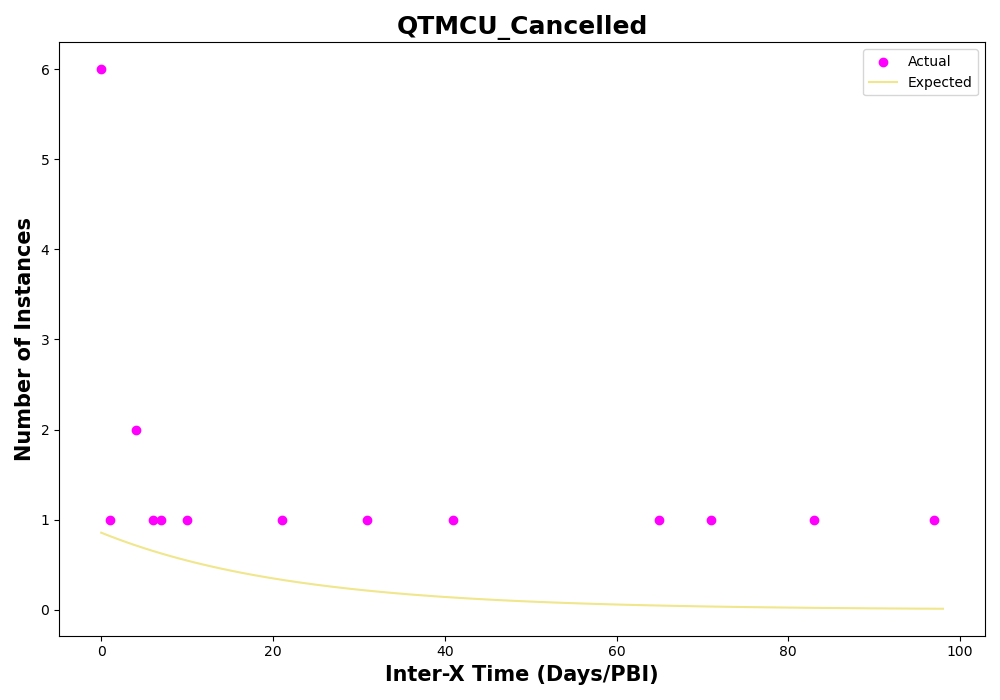 QTMCU_Cancelled
Actual
Expected
Number of Instances
6
5
4
3
2
1
0
0 20 40 60 80 100
Inter-X Time (Days/PBI)